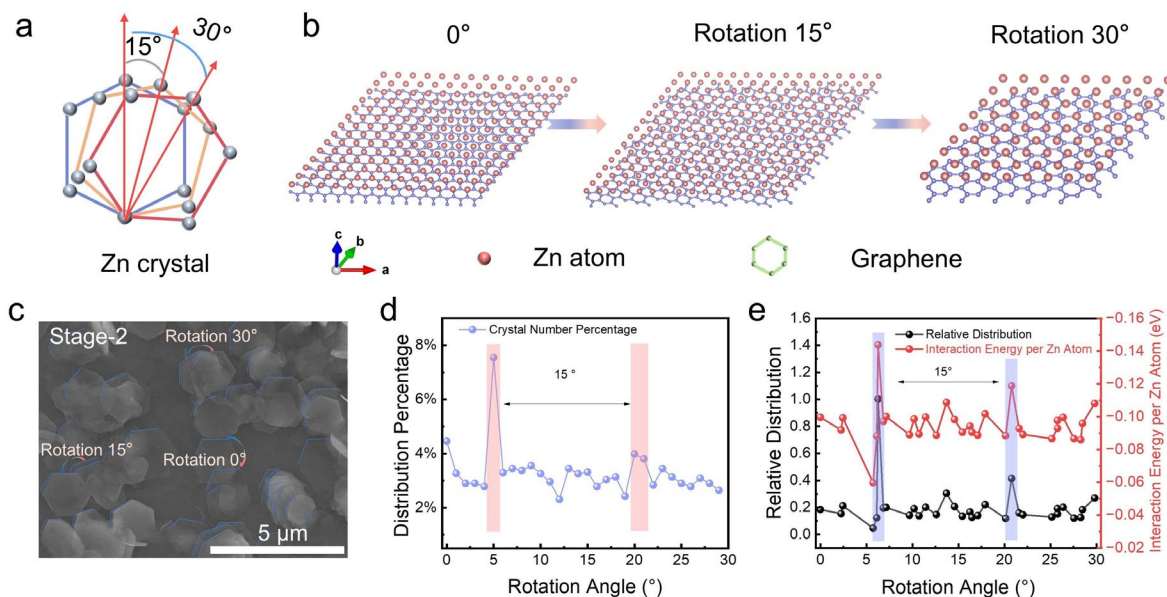 a
30°
15°
Zn crystal
b
0°
Rotation 15°
Rotation 30°
c
b
a
Zn atom
Graphene
c
Stage-2
Rotation 30°
Rotation 15°
Rotation 0°
5 μm
d
Distribution Percentage
8%
6%
4%
2%
Crystal Number Percentage
15 °
0
5
10
15
20
25
30
Rotation Angle (°)
e
Relative Distribution
1.6
1.4
1.2
1.0
0.8
0.6
0.4
0.2
0.0
Relative Distribution
Interaction Energy per Zn Atom
15°
−0.16
−0.14
−0.12
−0.10
−0.08
−0.06
−0.04
−0.02
Interaction Energy per Zn Atom (eV)
0
5
10
15
20
25
30
Rotation Angle (°)